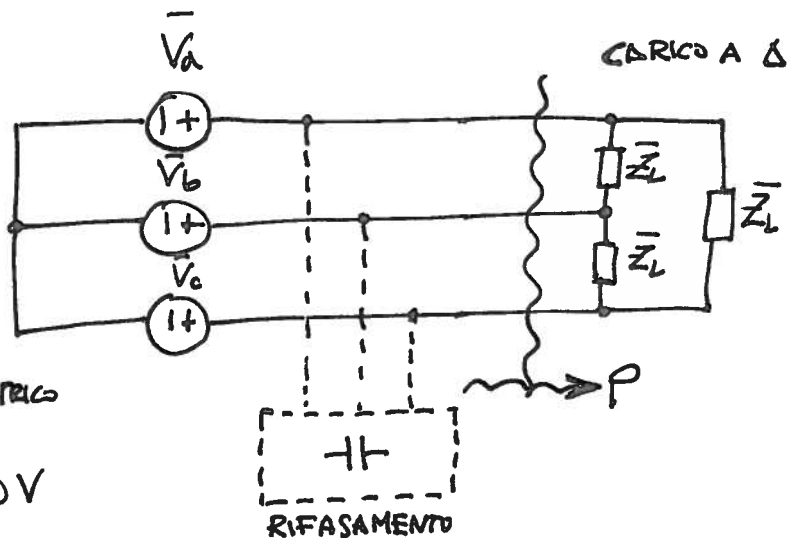 V̄a
CARICO A Δ
V̄b
Z̄L
Z̄L
Z̄L
V̄c
P
V
RIFASAMENTO